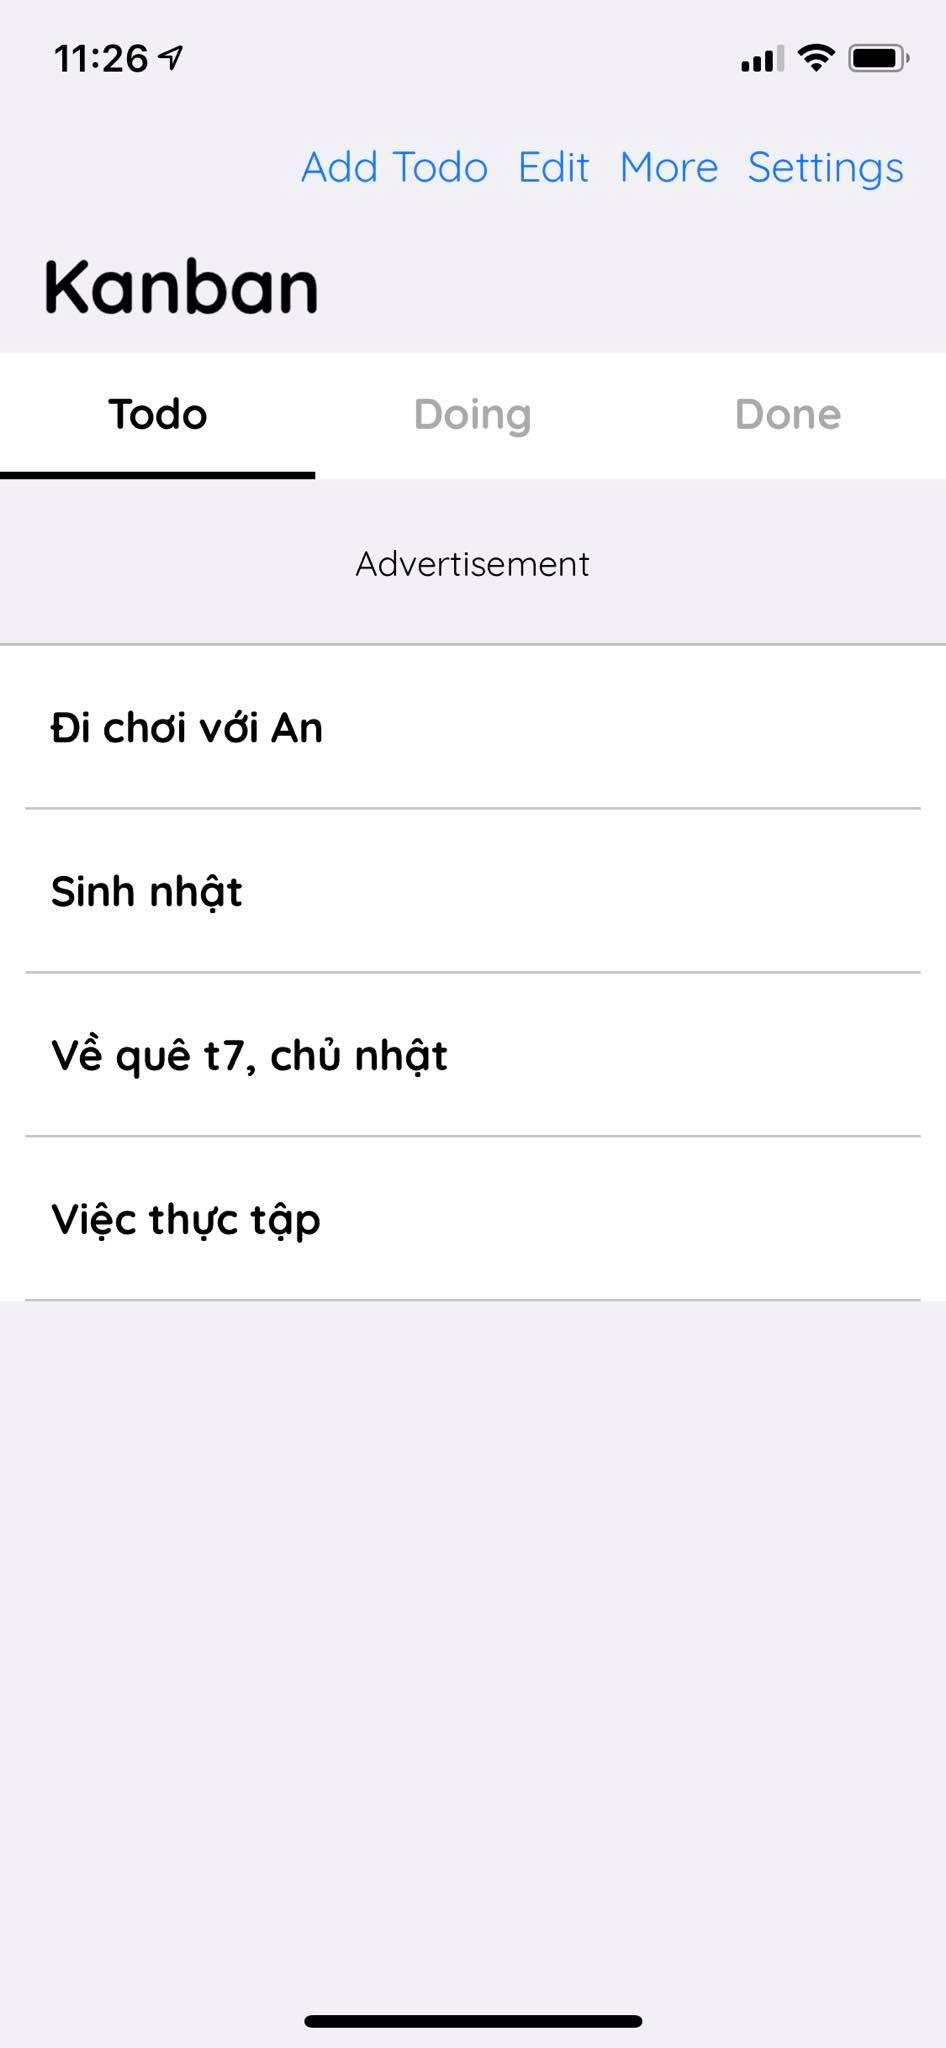 11:26
Add Todo Edit More Settings
Kanban
Todo Doing Done
Advertisement
Đi chơi với An
Sinh nhật
Về quê t7, chủ nhật
Việc thực tập